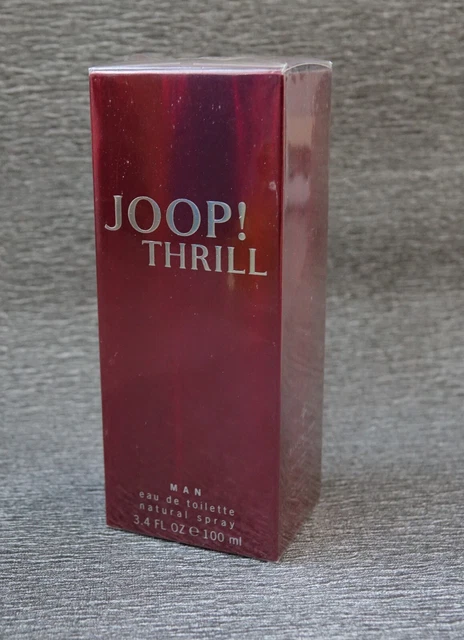 JOOP!
THRILL
MAN
eau de toilette
natural spray
3.4 FL OZ ℮ 100 ml